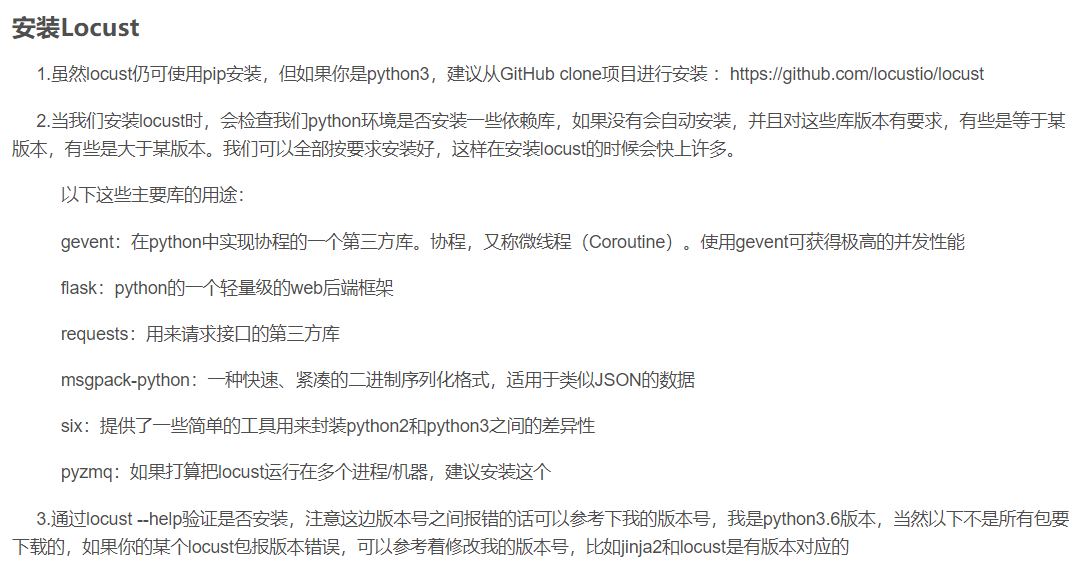 安装Locust
1.虽然locust仍可使用pip安装，但如果你是python3，建议从GitHub clone项目进行安装 ：https://github.com/locustio/locust
2.当我们安装locust时，会检查我们python环境是否安装一些依赖库，如果没有会自动安装，并且对这些库版本有要求，有些是等于某
版本，有些是大于某版本。我们可以全部按要求安装好，这样在安装locust的时候会快上许多。
以下这些主要库的用途：
gevent：在python中实现协程的一个第三方库。协程，又称微线程（Coroutine）。使用gevent可获得极高的并发性能
flask：python的一个轻量级的web后端框架
requests：用来请求接口的第三方库
msgpack-python：一种快速、紧凑的二进制序列化格式，适用于类似JSON的数据
six：提供了一些简单的工具用来封装python2和python3之间的差异性
pyzmq：如果打算把locust运行在多个进程/机器，建议安装这个
3.通过locust --help验证是否安装，注意这边版本号之间报错的话可以参考下我的版本号，我是python3.6版本，当然以下不是所有包要
下载的，如果你的某个locust包报版本错误，可以参考着修改我的版本号，比如jinja2和locust是有版本对应的